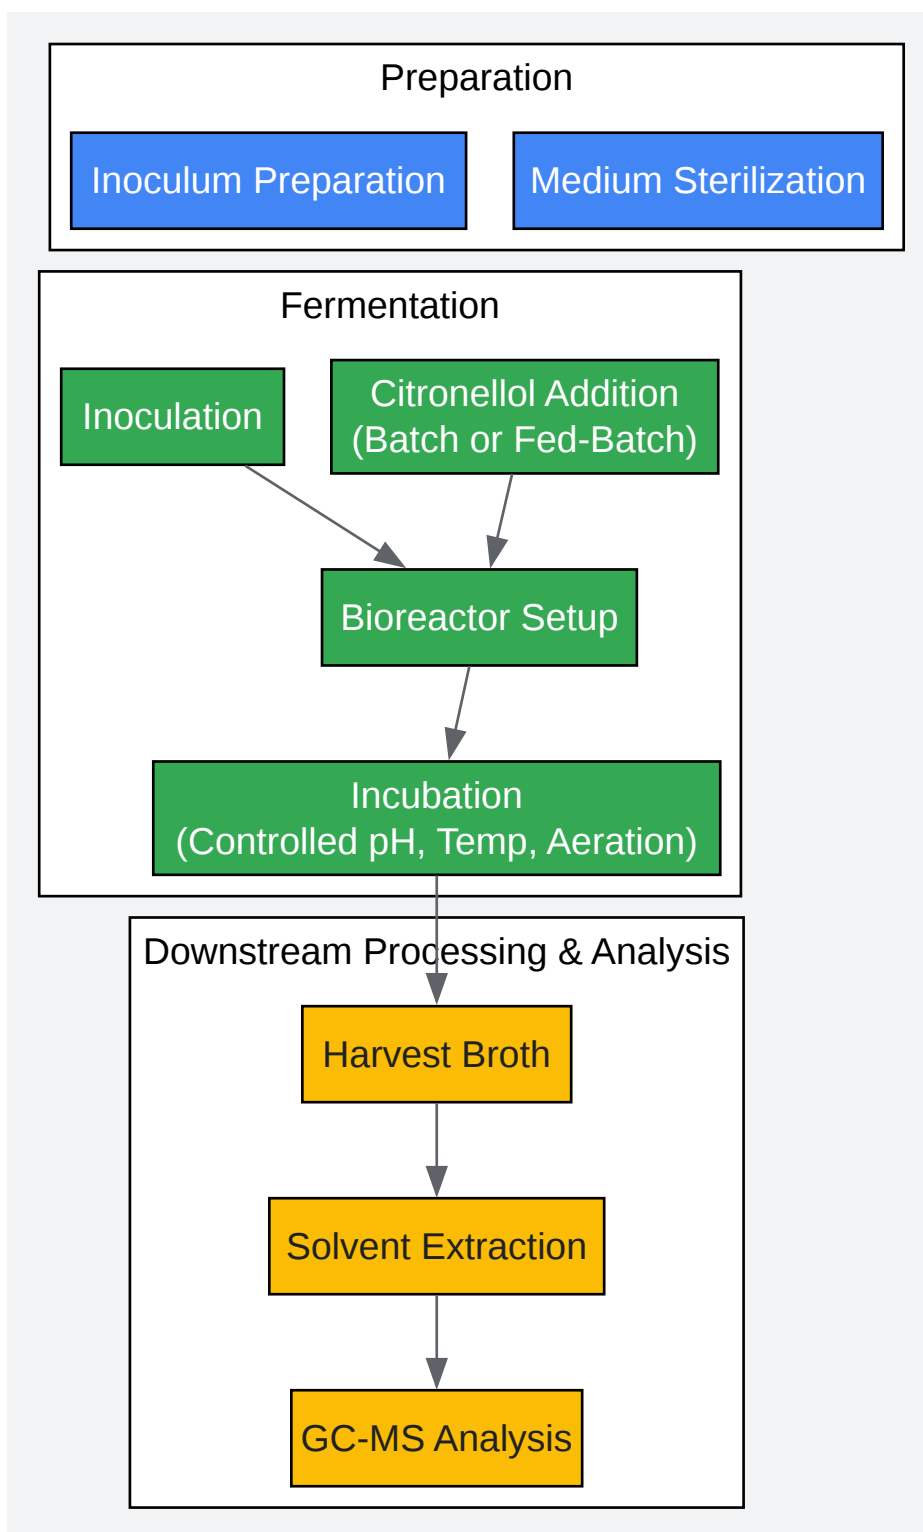 Preparation
Inoculum Preparation
Medium Sterilization
Fermentation
Inoculation
Citronellol Addition
(Batch or Fed-Batch)
Bioreactor Setup
Incubation
(Controlled pH, Temp, Aeration)
Downstream Processing & Analysis
Harvest Broth
Solvent Extraction
GC-MS Analysis